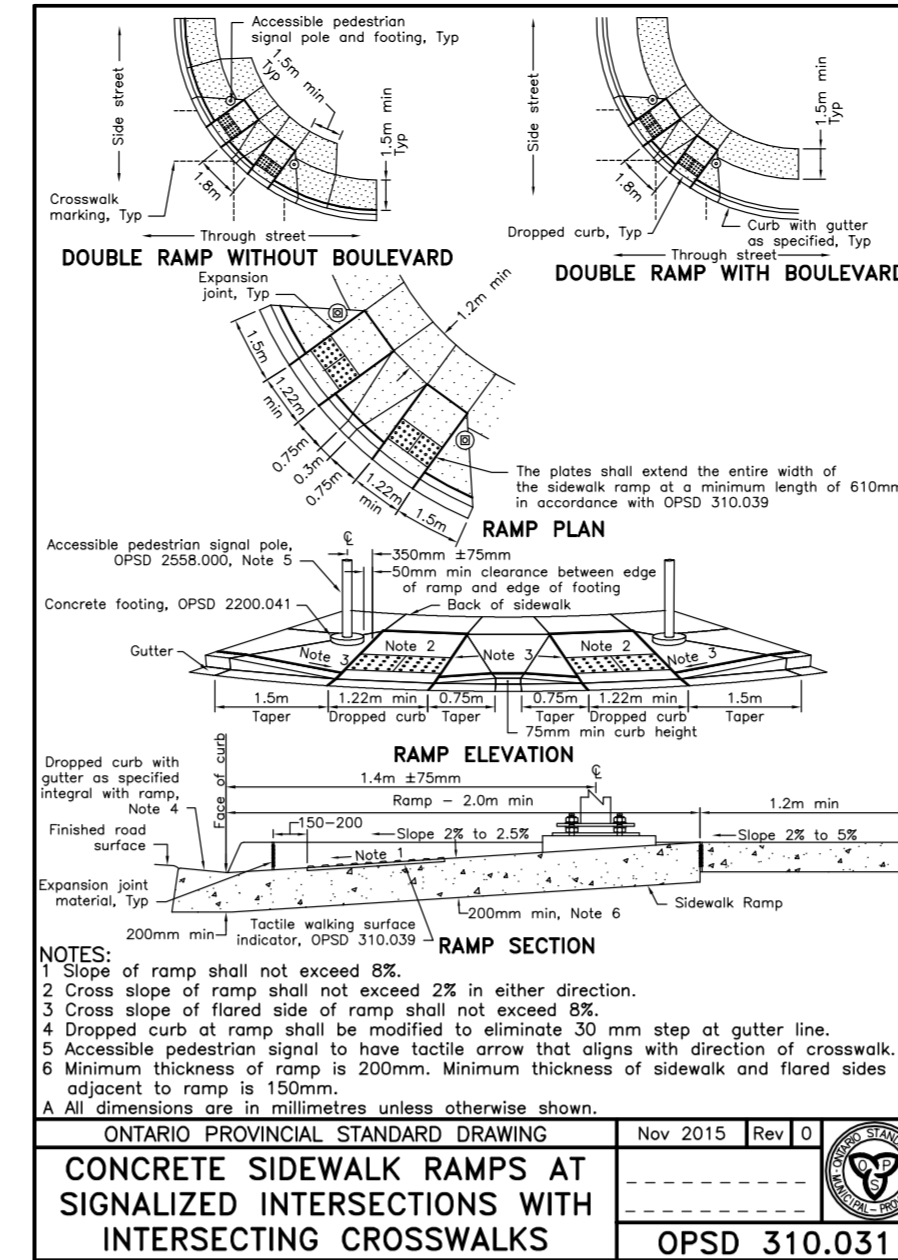 Accessible pedestrian
signal pole and footing, Typ
1.5m min
Typ
Side street
1.5m min
Typ
1.8m
Crosswalk
marking, Typ
Through street
DOUBLE RAMP WITHOUT BOULEVARD
Side street
1.5m min
Typ
1.8m
Dropped curb, Typ
Curb with gutter
as specified, Typ
Through street
DOUBLE RAMP WITH BOULEVARD
Expansion
joint, Typ
1.2m min
1.5m
1.22m
min
0.75m
0.3m
0.75m
1.22m
min
1.5m
The plates shall extend the entire width of
the sidewalk ramp at a minimum length of 610mm
in accordance with OPSD 310.039
RAMP PLAN
Accessible pedestrian signal pole,
OPSD 2558.000, Note 5
℄
350mm ±75mm
50mm min clearance between edge
of ramp and edge of footing
Concrete footing, OPSD 2200.041
Back of sidewalk
Gutter
Note 3
Note 2
Note 3
Note 2
Note 3
1.5m
Taper
1.22m min
Dropped curb
0.75m
Taper
0.75m
Taper
1.22m min
Dropped curb
1.5m
Taper
75mm min curb height
RAMP ELEVATION
Dropped curb with
gutter as specified
integral with ramp,
Note 4
Face of curb
1.4m ±75mm
℄
Ramp – 2.0m min
1.2m min
Finished road
surface
150–200
Slope 2% to 2.5%
Slope 2% to 5%
Note 1
Expansion joint
material, Typ
200mm min, Note 6
Sidewalk Ramp
200mm min
Tactile walking surface
indicator, OPSD 310.039
RAMP SECTION
NOTES:
1 Slope of ramp shall not exceed 8%.
2 Cross slope of ramp shall not exceed 2% in either direction.
3 Cross slope of flared side of ramp shall not exceed 8%.
4 Dropped curb at ramp shall be modified to eliminate 30 mm step at gutter line.
5 Accessible pedestrian signal to have tactile arrow that aligns with direction of crosswalk.
6 Minimum thickness of ramp is 200mm. Minimum thickness of sidewalk and flared sides
adjacent to ramp is 150mm.
A All dimensions are in millimetres unless otherwise shown.
ONTARIO PROVINCIAL STANDARD DRAWING
Nov 2015
Rev
0
CONCRETE SIDEWALK RAMPS AT
SIGNALIZED INTERSECTIONS WITH
INTERSECTING CROSSWALKS
O P S
OPSD 310.031